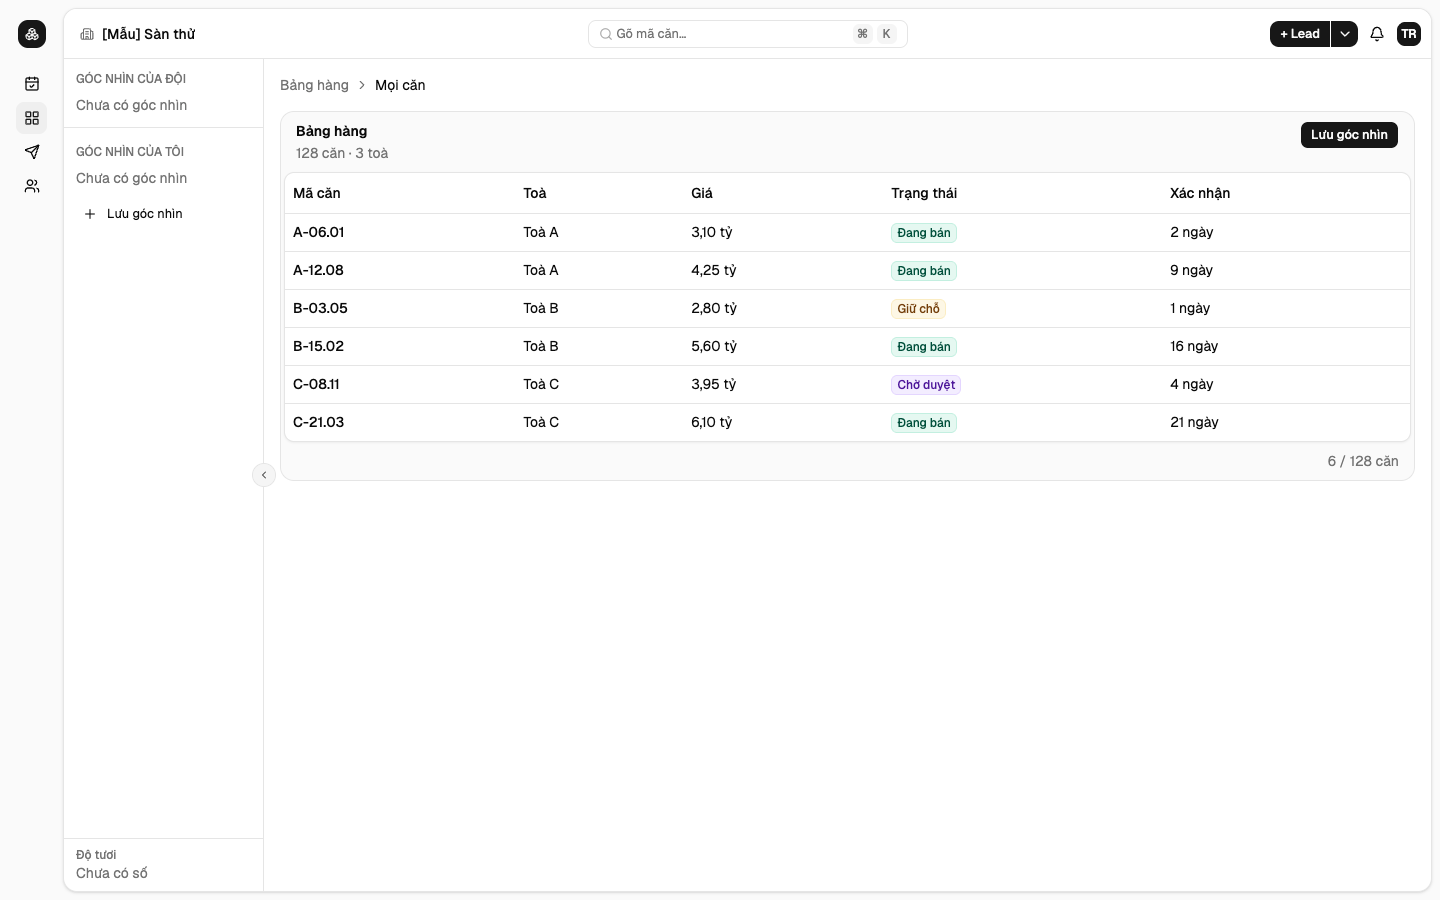 [Mẫu] Sàn thử
Gõ mã căn...
⌘ K
+ Lead
TR
GÓC NHÌN CỦA ĐỘI
Chưa có góc nhìn
GÓC NHÌN CỦA TÔI
Chưa có góc nhìn
Lưu góc nhìn
Độ tươi
Chưa có số
Bảng hàng > Mọi căn
Bảng hàng
128 căn · 3 toà
Lưu góc nhìn
Mã căn Toà Giá Trạng thái Xác nhận
A-06.01 Toà A 3,10 tỷ Đang bán 2 ngày
A-12.08 Toà A 4,25 tỷ Đang bán 9 ngày
B-03.05 Toà B 2,80 tỷ Giữ chỗ 1 ngày
B-15.02 Toà B 5,60 tỷ Đang bán 16 ngày
C-08.11 Toà C 3,95 tỷ Chờ duyệt 4 ngày
C-21.03 Toà C 6,10 tỷ Đang bán 21 ngày
6 / 128 căn